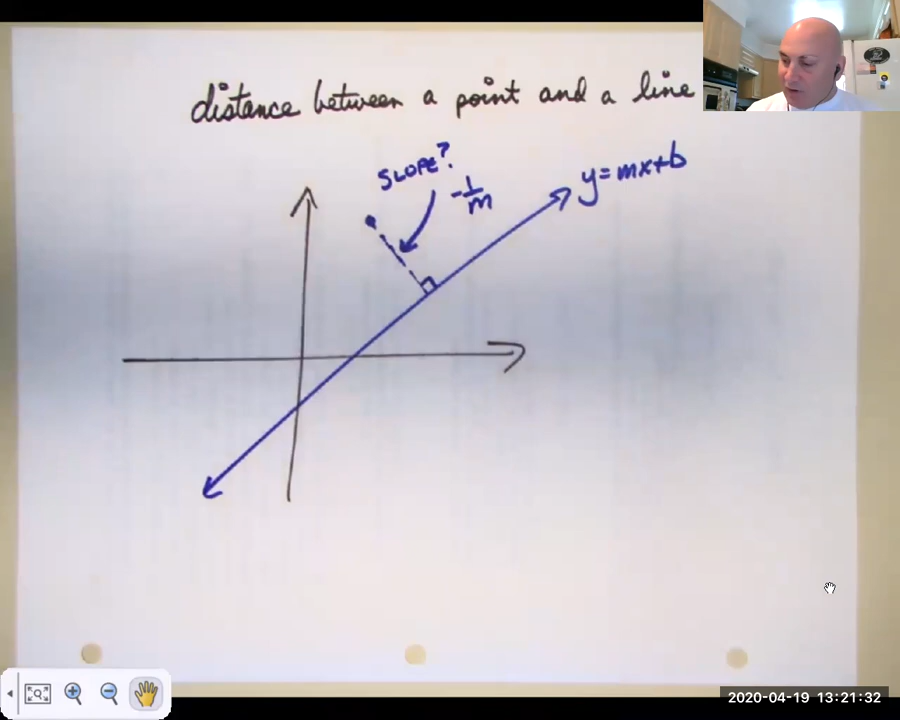 distance between a point and a line
SLOPE?
-1/m
y=mx+b
2020-04-19 13:21:32